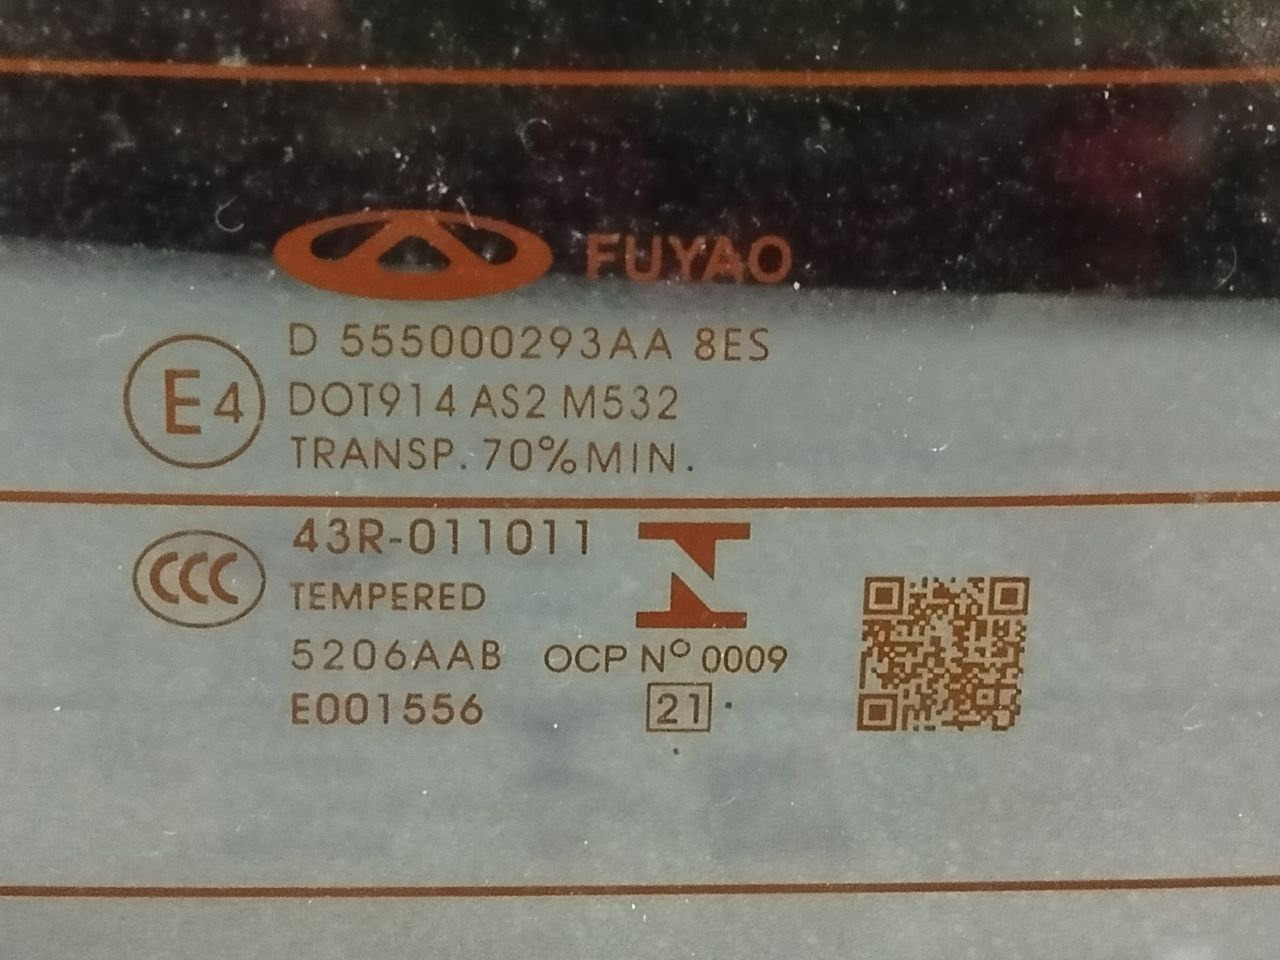 FUYAO
D 555000293AA 8ES
E4
DOT914 AS2 M532
TRANSP. 70%MIN.
CCC
43R-011011
TEMPERED
5206AAB
OCP Nº 0009
E001556
21